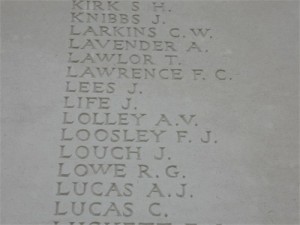 KIRK S H.
KNIBBS J.
LARKINS C. W.
LAVENDER A.
LAWLOR T.
LAWRENCE F. C.
LEES J.
LIFE J.
LOLLEY A.V.
LOOSLEY F. J.
LOUCH J.
LOWE R.G.
LUCAS A.J.
LUCAS C.